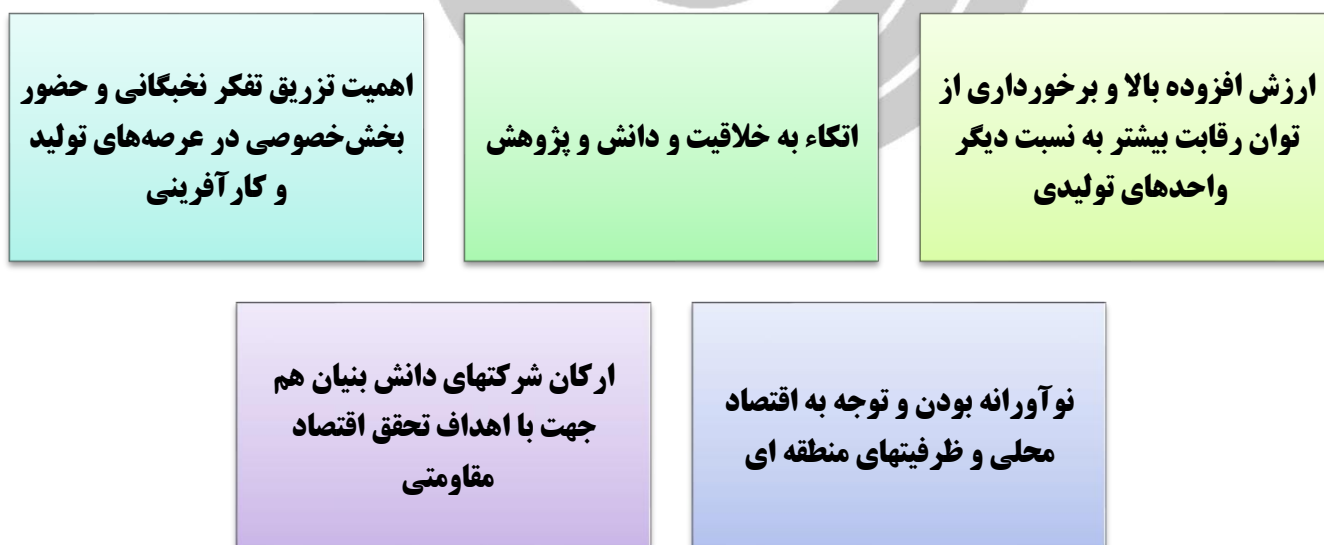 ارزش افزوده بالا و برخورداری از
توان رقابت بیشتر به نسبت دیگر
واحدهای تولیدی
اتکاء به خلاقیت و دانش و پژوهش
اهمیت تزریق تفکر نخبگانی و حضور
بخش‌خصوصی در عرصه‌های تولید
و کارآفرینی
نوآورانه بودن و توجه به اقتصاد
محلی و ظرفیتهای منطقه ای
ارکان شرکتهای دانش بنیان هم
جهت با اهداف تحقق اقتصاد
مقاومتی